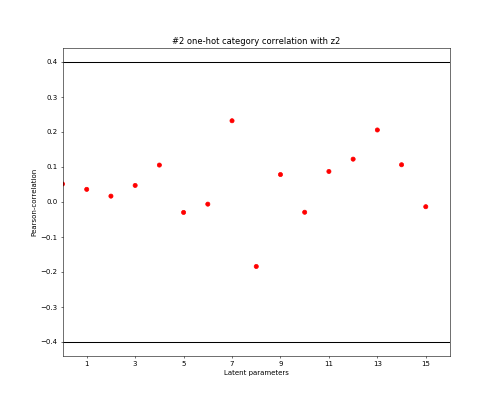 #2 one-hot category correlation with z2
0.4
0.3
0.2
0.1
0.0
−0.1
−0.2
−0.3
−0.4
Pearson-correlation
1 3 5 7 9 11 13 15
Latent parameters